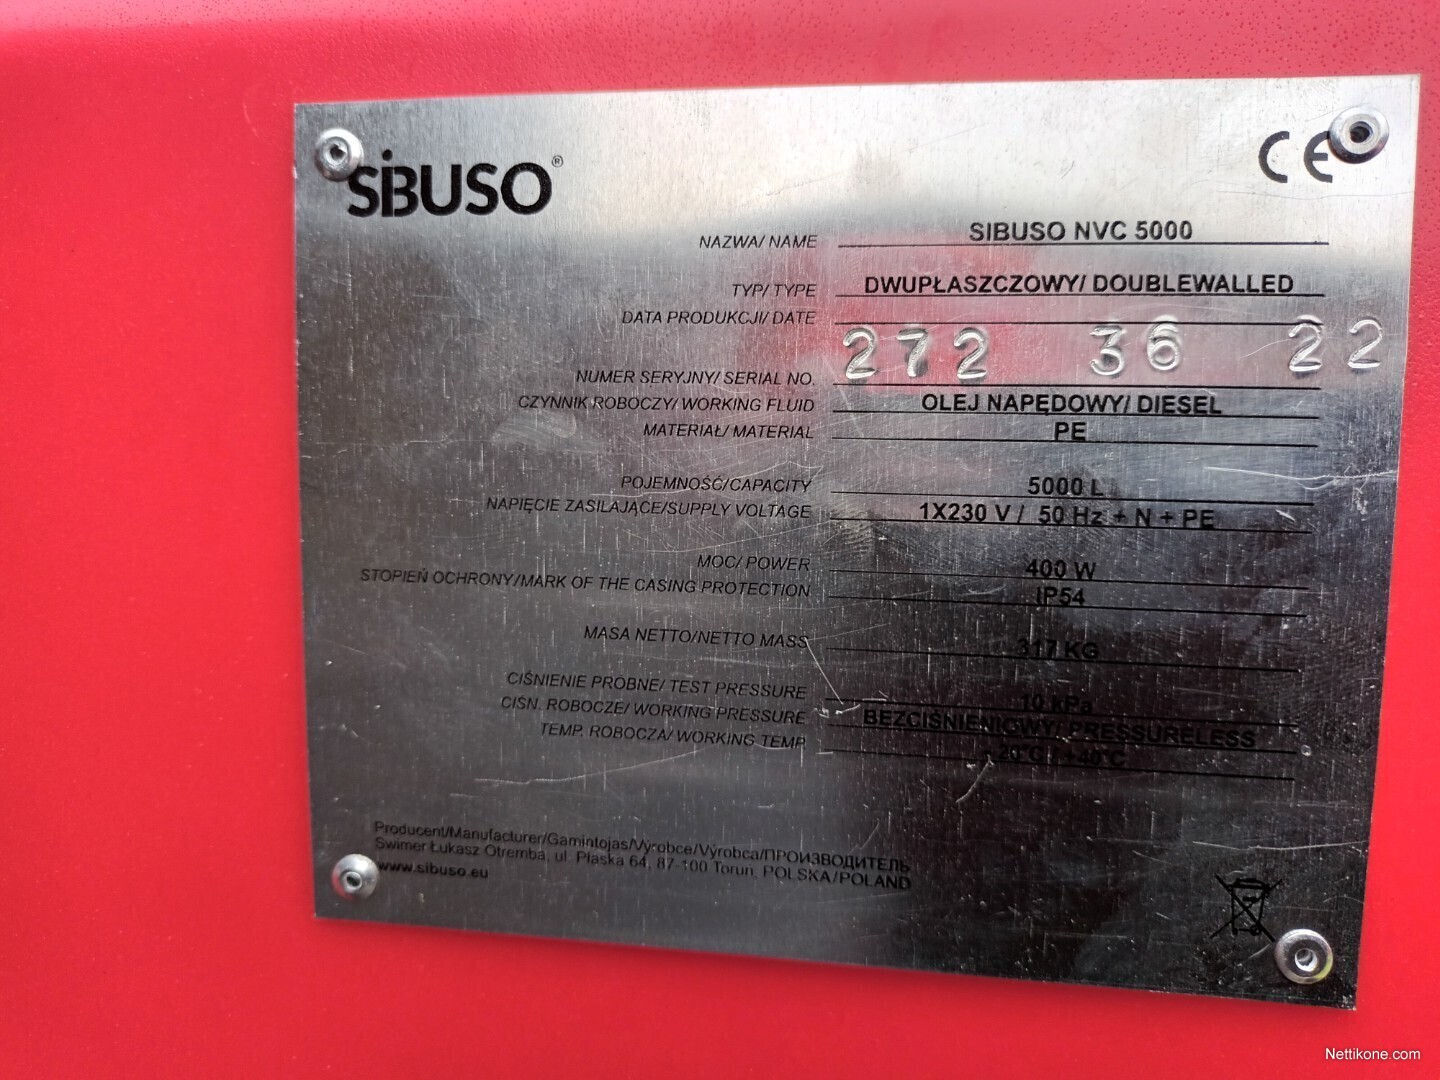 SIBUSO®
CE
NAZWA/ NAME SIBUSO NVC 5000
TYP/ TYPE DWUPŁASZCZOWY/ DOUBLEWALLED
DATA PRODUKCJI/ DATE
NUMER SERYJNY/ SERIAL NO. 272 36 22
CZYNNIK ROBOCZY/ WORKING FLUID OLEJ NAPĘDOWY/ DIESEL
MATERIAŁ/ MATERIAL PE
POJEMNOŚĆ/CAPACITY 5000 L
NAPIĘCIE ZASILAJĄCE/SUPPLY VOLTAGE 1X230 V / 50 Hz + N + PE
MOC/ POWER 400 W
STOPIEŃ OCHRONY/MARK OF THE CASING PROTECTION IP54
MASA NETTO/NETTO MASS 317 KG
CIŚNIENIE PRÓBNE/ TEST PRESSURE 10 kPa
CIŚN. ROBOCZE/ WORKING PRESSURE BEZCIŚNIENIOWY/ PRESSURELESS
TEMP. ROBOCZA/ WORKING TEMP. -20°C / +40°C
Producent/Manufacturer/Gamintojas/Vyrobce/Výrobca/ПРОИЗВОДИТЕЛЬ
Swimer Łukasz Otremba, ul. Płaska 64, 87-100 Toruń, POLSKA/POLAND
www.sibuso.eu
Nettikone.com